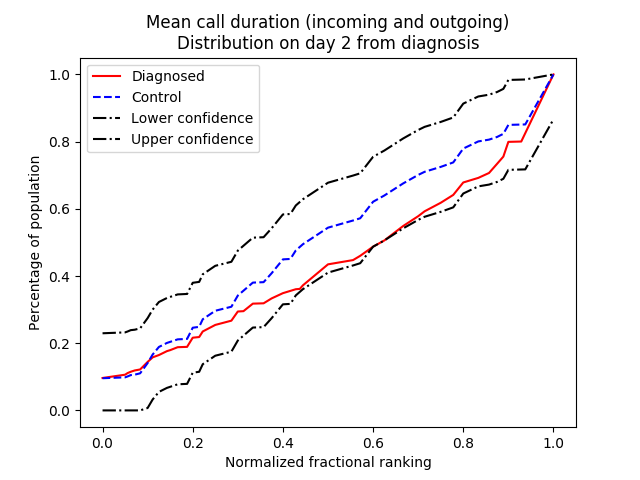 Mean call duration (incoming and outgoing)
Distribution on day 2 from diagnosis
Diagnosed
Control
Lower confidence
Upper confidence
Percentage of population
1.0
0.8
0.6
0.4
0.2
0.0
0.0 0.2 0.4 0.6 0.8 1.0
Normalized fractional ranking